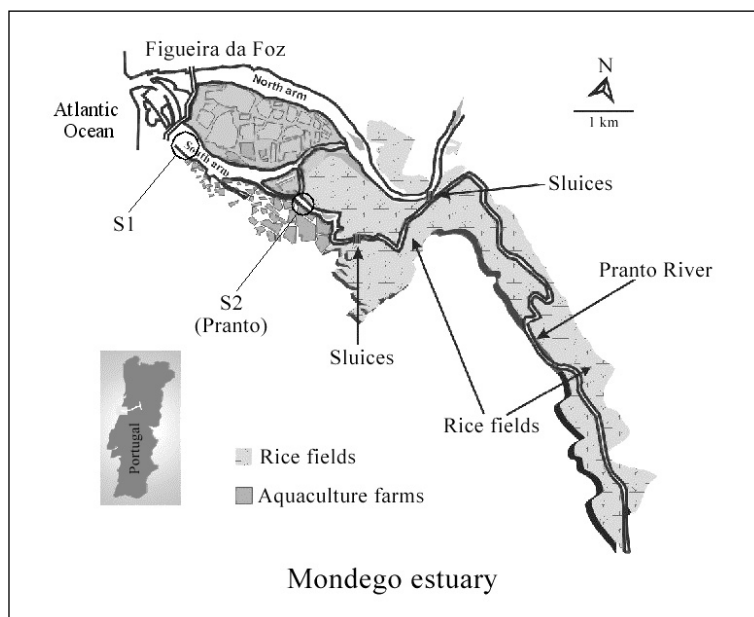 Figueira da Foz
North arm
N
Atlantic
Ocean
1 km
South arm
Sluices
S1
Pranto River
S2
(Pranto)
Sluices
Rice fields
Portugal
Rice fields
Aquaculture farms
Mondego estuary